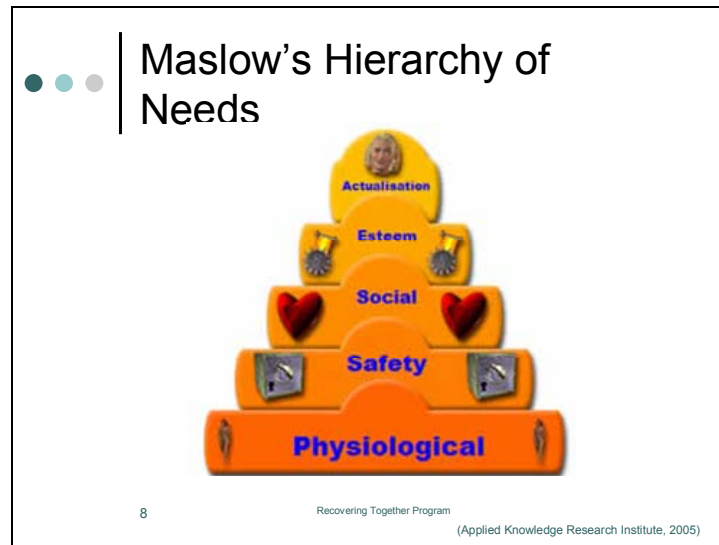 Maslow's Hierarchy of
Needs
Actualisation
Esteem
Social
Safety
Physiological
8
Recovering Together Program
(Applied Knowledge Research Institute, 2005)